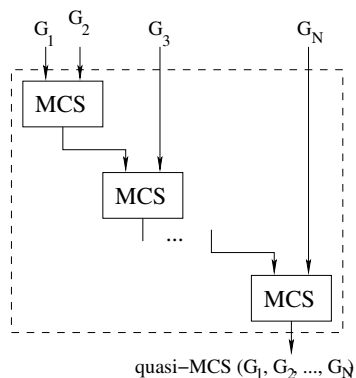 G1 G2 G3 GN
MCS
MCS
...
MCS
quasi−MCS (G1, G2, ..., GN)